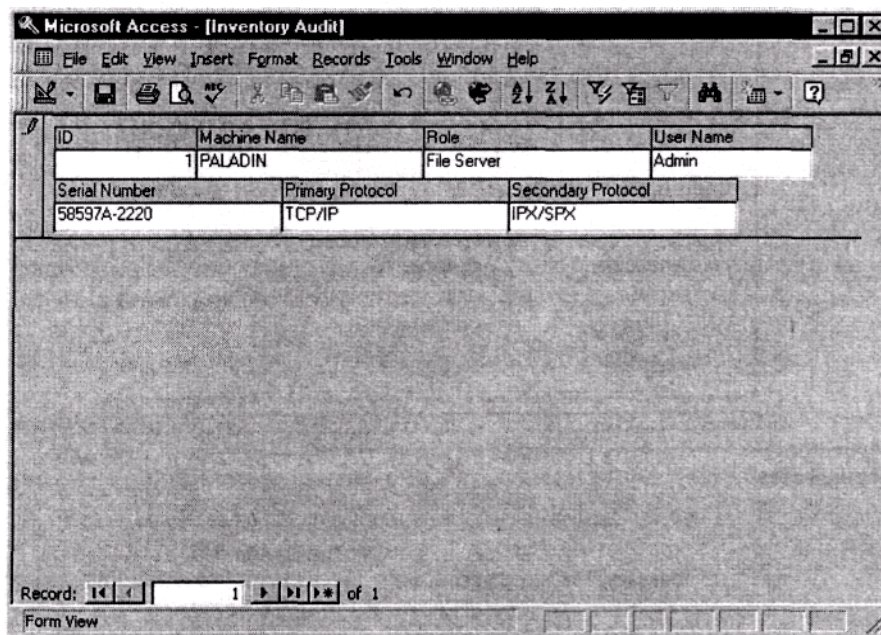 Microsoft Access - [Inventory Audit]
File Edit View Insert Format Records Tools Window Help
ID Machine Name Role User Name
1 PALADIN File Server Admin
Serial Number Primary Protocol Secondary Protocol
58597A-2220 TCP/IP IPX/SPX
Record: 1 of 1
Form View